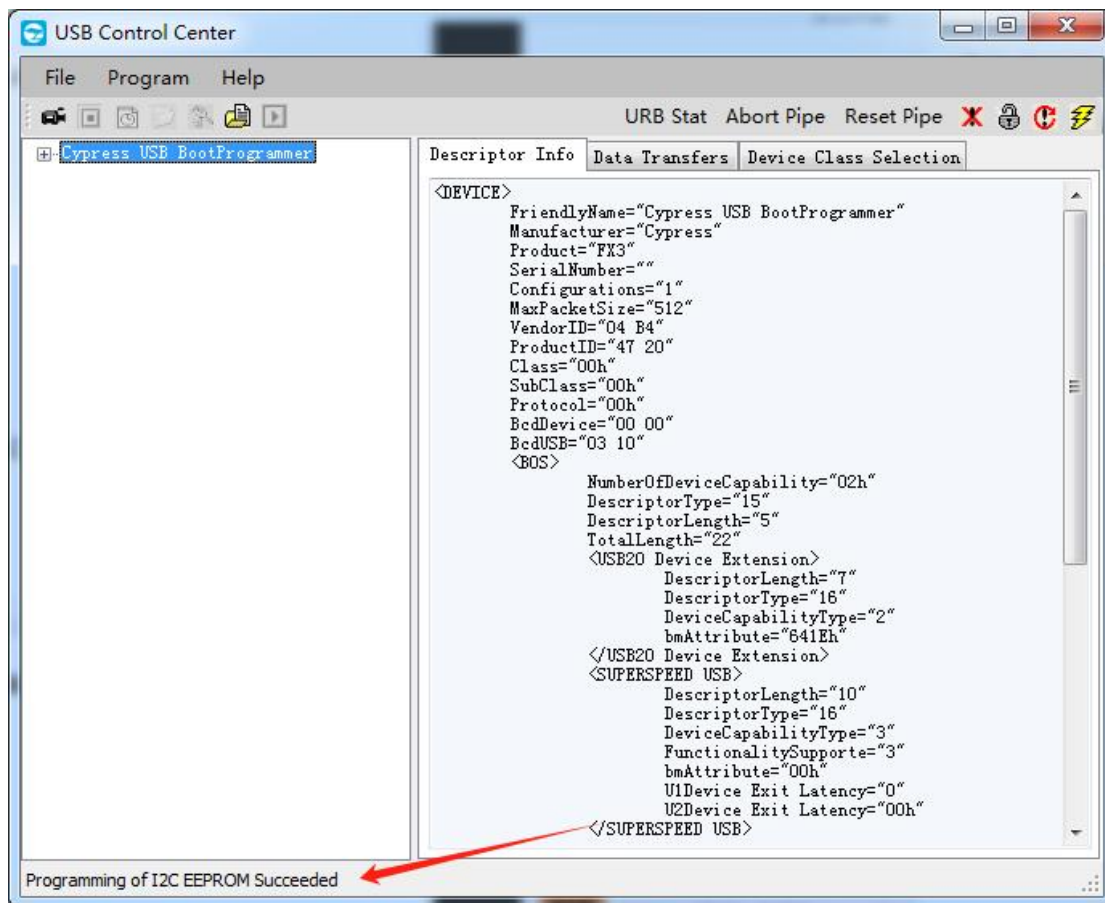 USB Control Center
File Program Help
URB Stat Abort Pipe Reset Pipe
Cypress USB BootProgrammer
Descriptor Info Data Transfers Device Class Selection
<DEVICE>
FriendlyName="Cypress USB BootProgrammer"
Manufacturer="Cypress"
Product="FX3"
SerialNumber=""
Configurations="1"
MaxPacketSize="512"
VendorID="04 B4"
ProductID="47 20"
Class="00h"
SubClass="00h"
Protocol="00h"
BcdDevice="00 00"
BcdUSB="03 10"
<BOS>
NumberOfDeviceCapability="02h"
DescriptorType="15"
DescriptorLength="5"
TotalLength="22"
<USB20 Device Extension>
DescriptorLength="7"
DescriptorType="16"
DeviceCapabilityType="2"
bmAttribute="641Eh"
</USB20 Device Extension>
<SUPERSPEED USB>
DescriptorLength="10"
DescriptorType="16"
DeviceCapabilityType="3"
FunctionalitySupporte="3"
bmAttribute="00h"
U1Device Exit Latency="0"
U2Device Exit Latency="00h"
</SUPERSPEED USB>
Programming of I2C EEPROM Succeeded